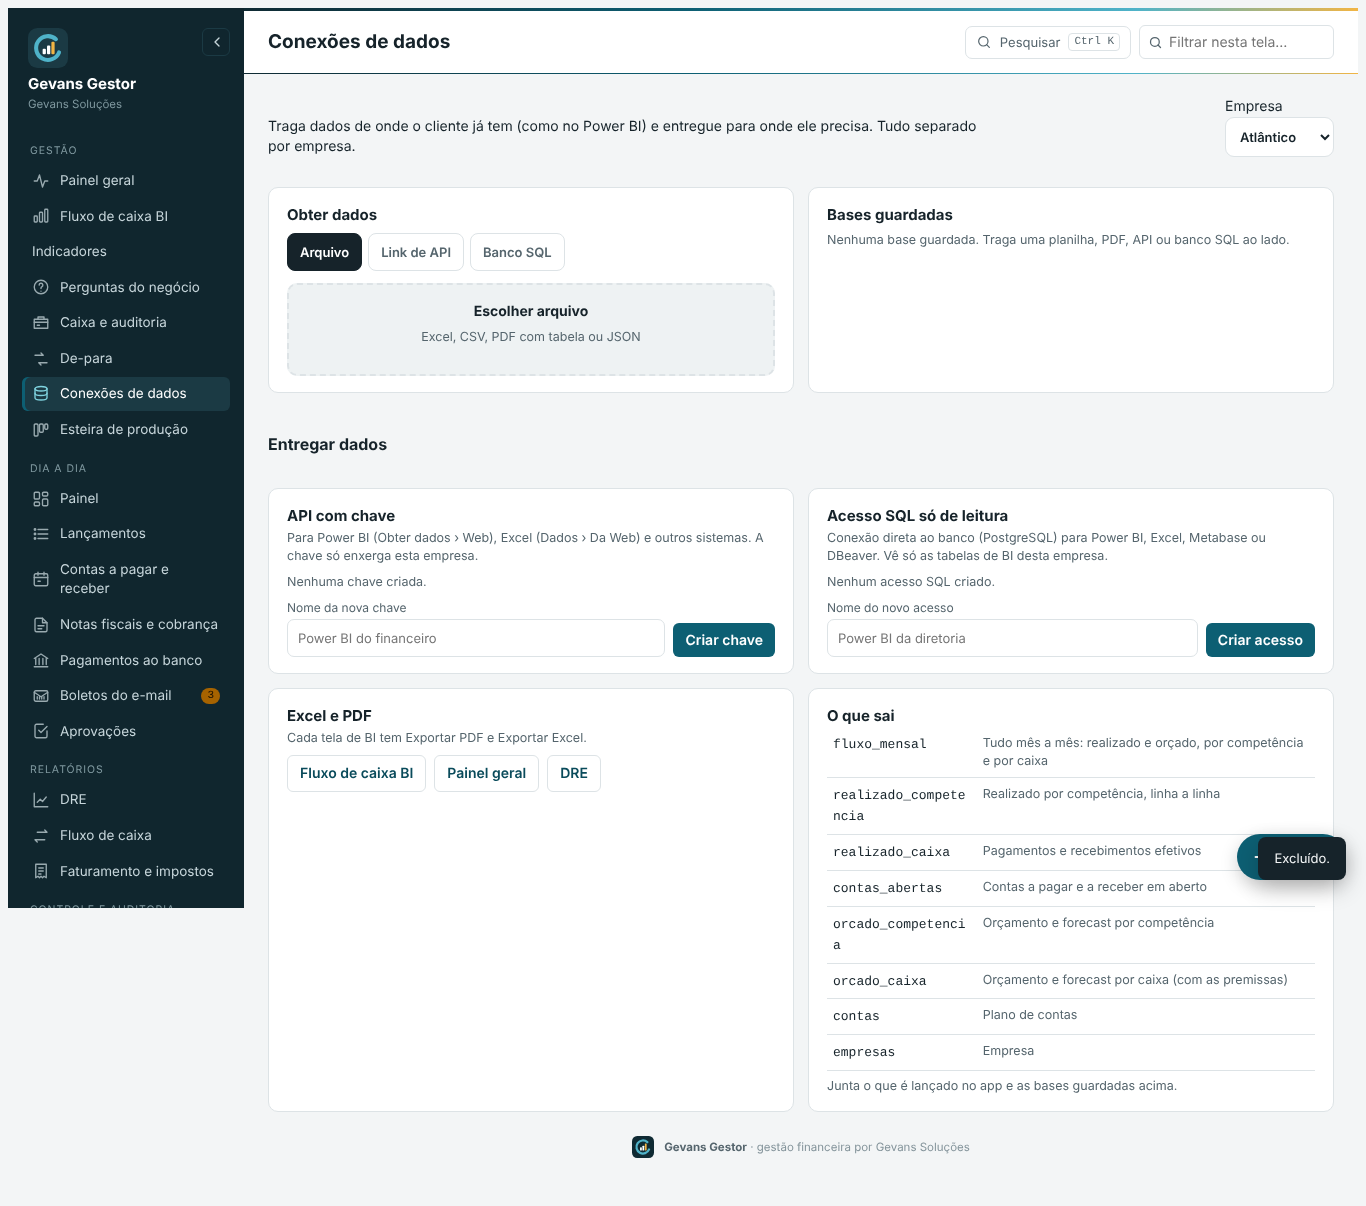 Gevans Gestor
Gevans Soluções
GESTÃO
Painel geral
Fluxo de caixa BI
Indicadores
Perguntas do negócio
Caixa e auditoria
De-para
Conexões de dados
Esteira de produção
DIA A DIA
Painel
Lançamentos
Contas a pagar e
receber
Notas fiscais e cobrança
Pagamentos ao banco
Boletos do e-mail 3
Aprovações
RELATÓRIOS
DRE
Fluxo de caixa
Faturamento e impostos
CONTROLE E AUDITORIA
Conexões de dados
Pesquisar Ctrl K
Filtrar nesta tela...
Traga dados de onde o cliente já tem (como no Power BI) e entregue para onde ele precisa. Tudo separado
por empresa.
Empresa
Atlântico
Obter dados
Arquivo Link de API Banco SQL
Escolher arquivo
Excel, CSV, PDF com tabela ou JSON
Bases guardadas
Nenhuma base guardada. Traga uma planilha, PDF, API ou banco SQL ao lado.
Entregar dados
API com chave
Para Power BI (Obter dados › Web), Excel (Dados › Da Web) e outros sistemas. A
chave só enxerga esta empresa.
Nenhuma chave criada.
Nome da nova chave
Power BI do financeiro Criar chave
Acesso SQL só de leitura
Conexão direta ao banco (PostgreSQL) para Power BI, Excel, Metabase ou
DBeaver. Vê só as tabelas de BI desta empresa.
Nenhum acesso SQL criado.
Nome do novo acesso
Power BI da diretoria Criar acesso
Excel e PDF
Cada tela de BI tem Exportar PDF e Exportar Excel.
Fluxo de caixa BI Painel geral DRE
O que sai
fluxo_mensal Tudo mês a mês: realizado e orçado, por competência
e por caixa
realizado_compete Realizado por competência, linha a linha
ncia
realizado_caixa Pagamentos e recebimentos efetivos
contas_abertas Contas a pagar e a receber em aberto
orcado_competenci Orçamento e forecast por competência
a
orcado_caixa Orçamento e forecast por caixa (com as premissas)
contas Plano de contas
empresas Empresa
Junta o que é lançado no app e as bases guardadas acima.
Excluído.
Gevans Gestor · gestão financeira por Gevans Soluções